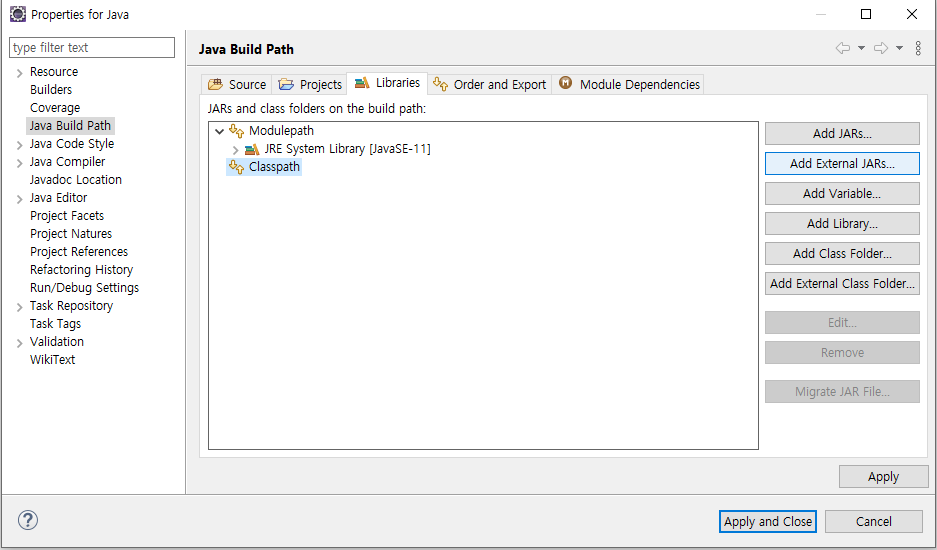 Properties for Java
type filter text
Resource
Builders
Coverage
Java Build Path
Java Code Style
Java Compiler
Javadoc Location
Java Editor
Project Facets
Project Natures
Project References
Refactoring History
Run/Debug Settings
Task Repository
Task Tags
Validation
WikiText
Java Build Path
Source Projects Libraries Order and Export Module Dependencies
JARs and class folders on the build path:
Modulepath
JRE System Library [JavaSE-11]
Classpath
Add JARs...
Add External JARs...
Add Variable...
Add Library...
Add Class Folder...
Add External Class Folder...
Edit...
Remove
Migrate JAR File...
Apply
Apply and Close Cancel